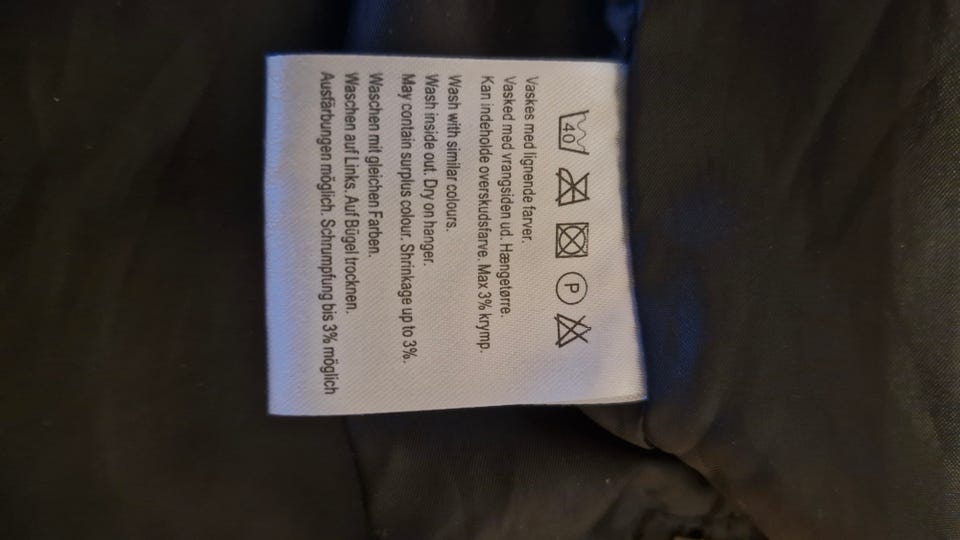 40 P
Vaskes med lignende farver.
Vasked med vrangsiden ud. Hængetørre.
Kan indeholde overskudsfarve. Max 3% krymp.
Wash with similar colours.
Wash inside out. Dry on hanger.
May contain surplus colour. Shrinkage up to 3%.
Waschen mit gleichen Farben.
Waschen auf Links. Auf Bügel trocknen.
Ausfärbungen möglich. Schrumpfung bis 3% möglich